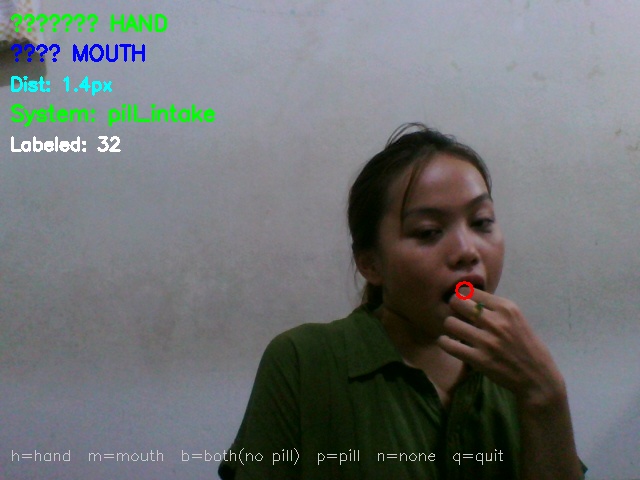 ??????? HAND
???? MOUTH
Dist: 1.4px
System: pill_intake
Labeled: 32
h=hand m=mouth b=both(no pill) p=pill n=none q=quit